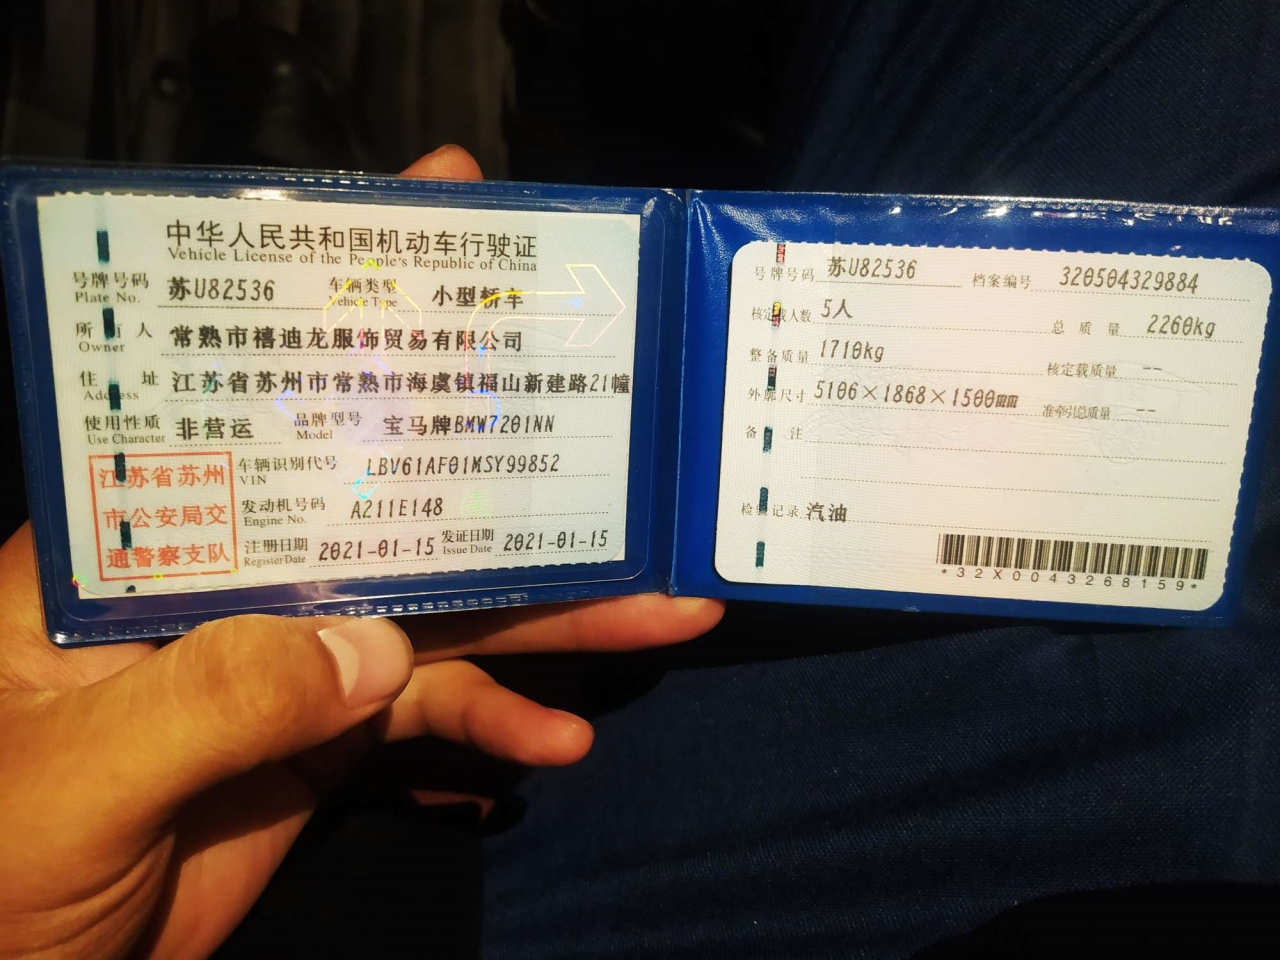 中华人民共和国机动车行驶证
Vehicle License of the People's Republic of China
号牌号码 苏U82536 车辆类型 小型轿车
Plate No. Vehicle Type
所有人 常熟市禧迪龙服饰贸易有限公司
Owner
住址 江苏省苏州市常熟市海虞镇福山新建路21幢
Address
使用性质 非营运 品牌型号 宝马牌BMW7201NN
Use Character Model
江苏省苏州
市公安局交
通警察支队
车辆识别代号 LBV61AF01MSY99852
VIN
发动机号码 A211E148
Engine No.
注册日期 2021-01-15 发证日期 2021-01-15
Register Date Issue Date
号牌号码 苏U82536 档案编号 320504329884
核定载人数 5人 总质量 2260kg
整备质量 1710kg 核定载质量 --
外廓尺寸 5106×1868×1500mm 准牵引总质量 --
备注
检验记录 汽油
*32X0043268159*